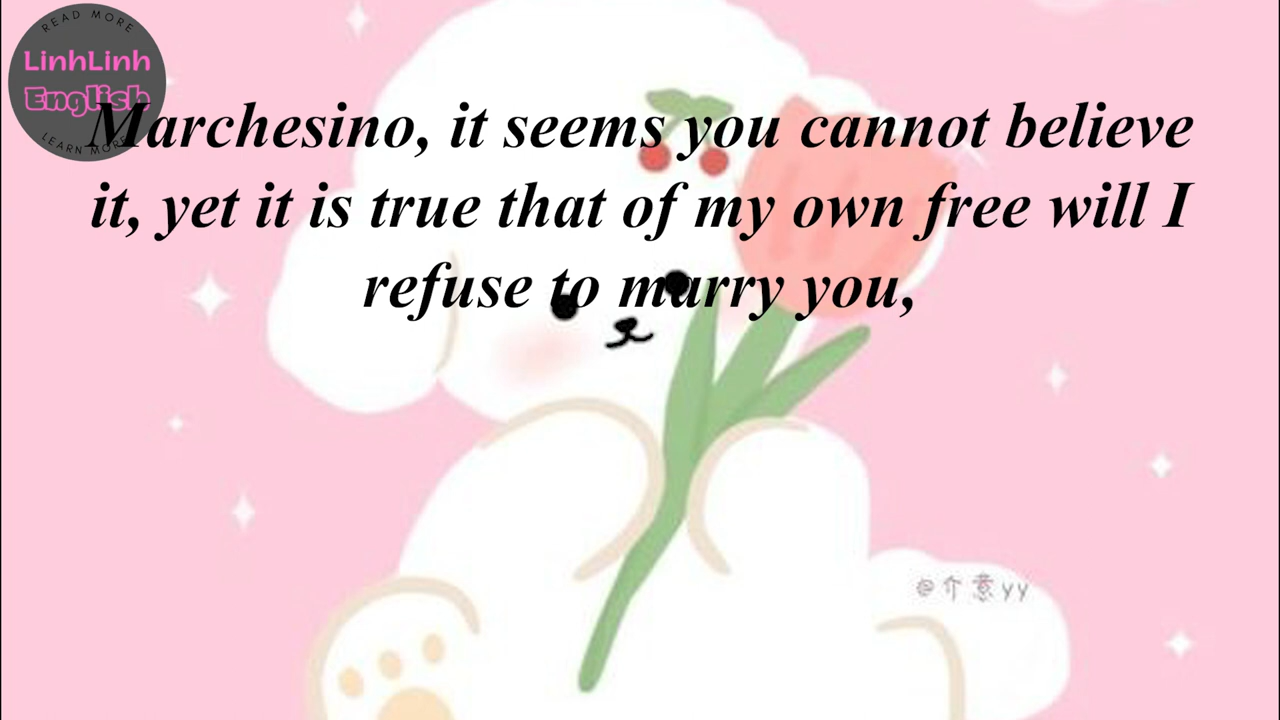 READ MORE
LinhLinh
English
LEARN MORE
Marchesino, it seems you cannot believe
it, yet it is true that of my own free will I
refuse to marry you,
@介意yy